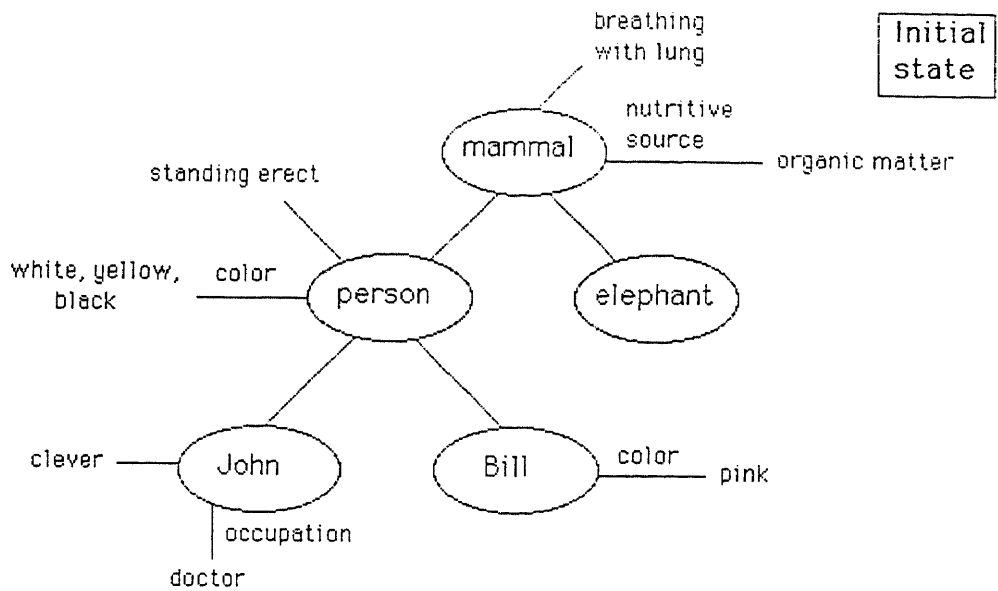 breathing
with lung
Initial
state
nutritive
source
mammal
organic matter
standing erect
white, yellow,
black
color
person
elephant
clever
John
Bill
color
pink
occupation
doctor